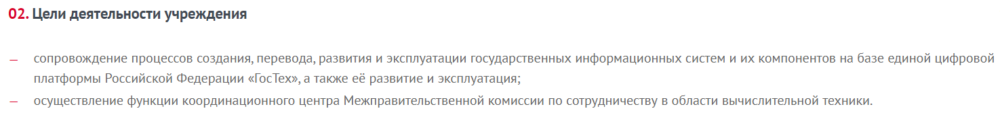 02. Цели деятельности учреждения
— сопровождение процессов создания, перевода, развития и эксплуатации государственных информационных систем и их компонентов на базе единой цифровой
платформы Российской Федерации «ГосТех», а также её развитие и эксплуатация;
— осуществление функции координационного центра Межправительственной комиссии по сотрудничеству в области вычислительной техники.